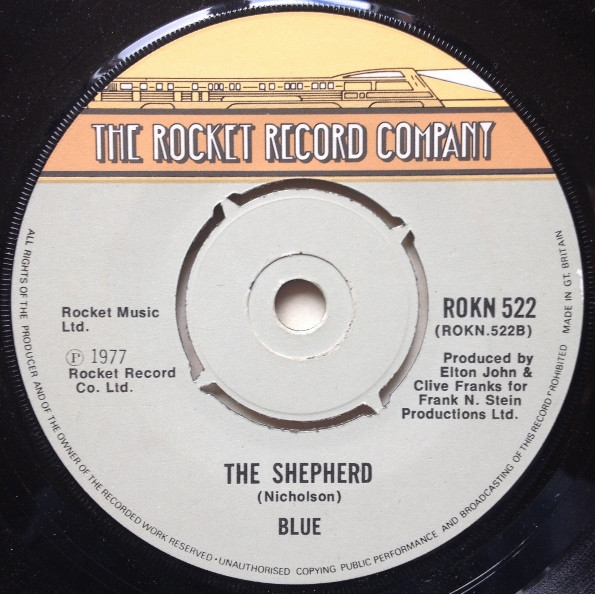 THE ROCKET RECORD COMPANY
Rocket Music
Ltd.
℗ 1977
Rocket Record
Co. Ltd.
ROKN 522
(ROKN.522B)
Produced by
Elton John &
Clive Franks for
Frank N. Stein
Productions Ltd.
THE SHEPHERD
(Nicholson)
BLUE
ALL RIGHTS OF THE PRODUCER AND OF THE OWNER OF THE RECORDED WORK RESERVED • UNAUTHORISED COPYING PUBLIC PERFORMANCE AND BROADCASTING OF THIS RECORD PROHIBITED MADE IN GT. BRITAIN